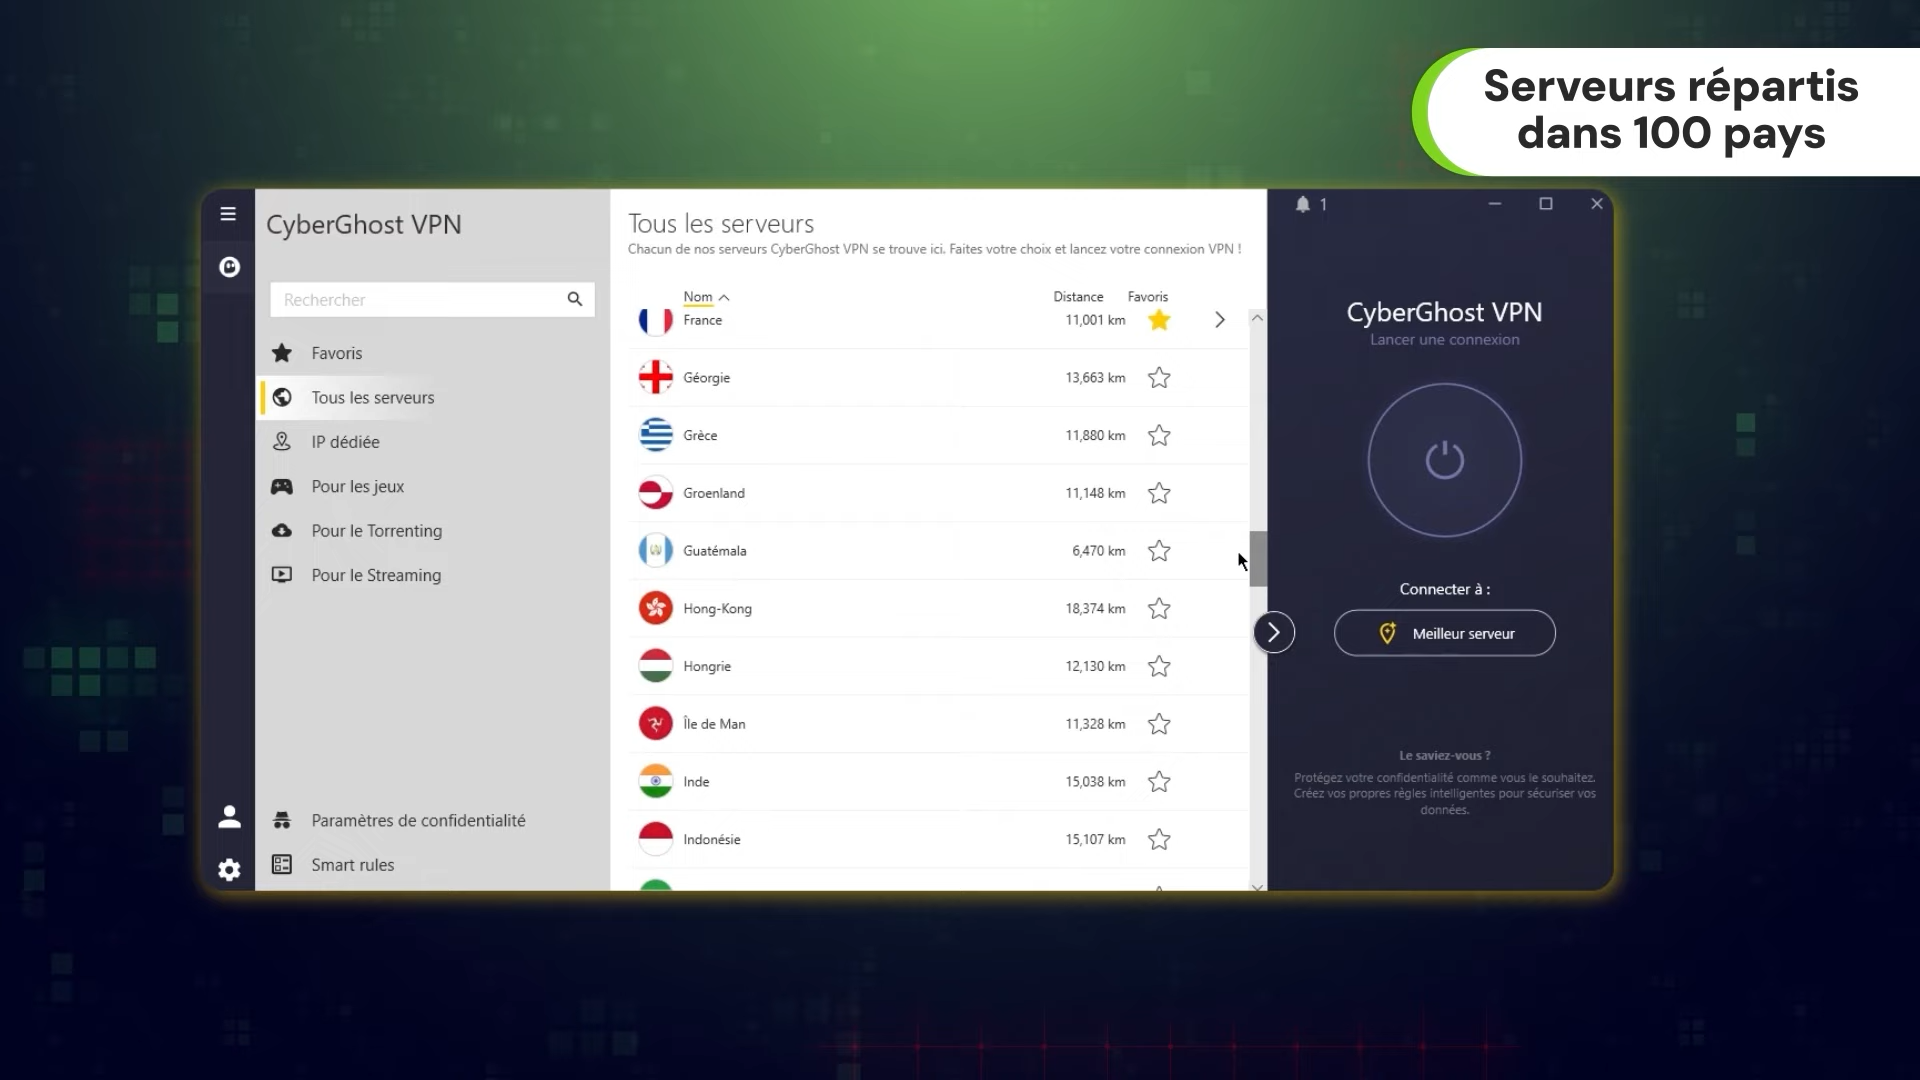 Serveurs répartis
dans 100 pays
CyberGhost VPN
Rechercher
Favoris
Tous les serveurs
IP dédiée
Pour les jeux
Pour le Torrenting
Pour le Streaming
Paramètres de confidentialité
Smart rules
Tous les serveurs
Chacun de nos serveurs CyberGhost VPN se trouve ici. Faites votre choix et lancez votre connexion VPN !
Nom Distance Favoris
France 11,001 km
Géorgie 13,663 km
Grèce 11,880 km
Groenland 11,148 km
Guatémala 6,470 km
Hong-Kong 18,374 km
Hongrie 12,130 km
Île de Man 11,328 km
Inde 15,038 km
Indonésie 15,107 km
1
CyberGhost VPN
Lancer une connexion
Connecter à :
Meilleur serveur
Le saviez-vous ?
Protégez votre confidentialité comme vous le souhaitez.
Créez vos propres règles intelligentes pour sécuriser vos
données.